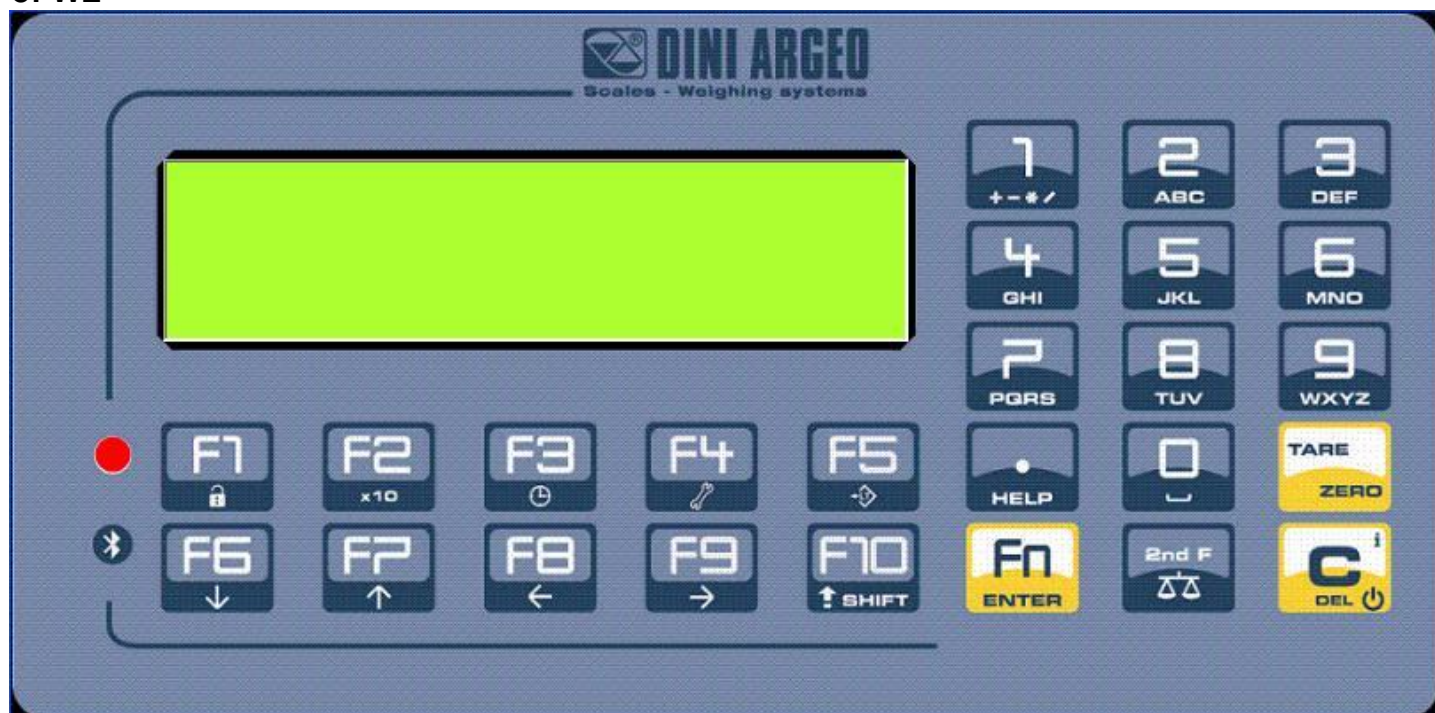 DINI ARGEO
Scales - Weighing systems
1 2 3
+ - * / ABC DEF
4 5 6
GHI JKL MNO
7 8 9
PQRS TUV WXYZ
F1 F2 F3 F4 F5 . 0 TARE
x10 HELP ZERO
F6 F7 F8 F9 F10 Fn 2nd F C i
SHIFT ENTER DEL